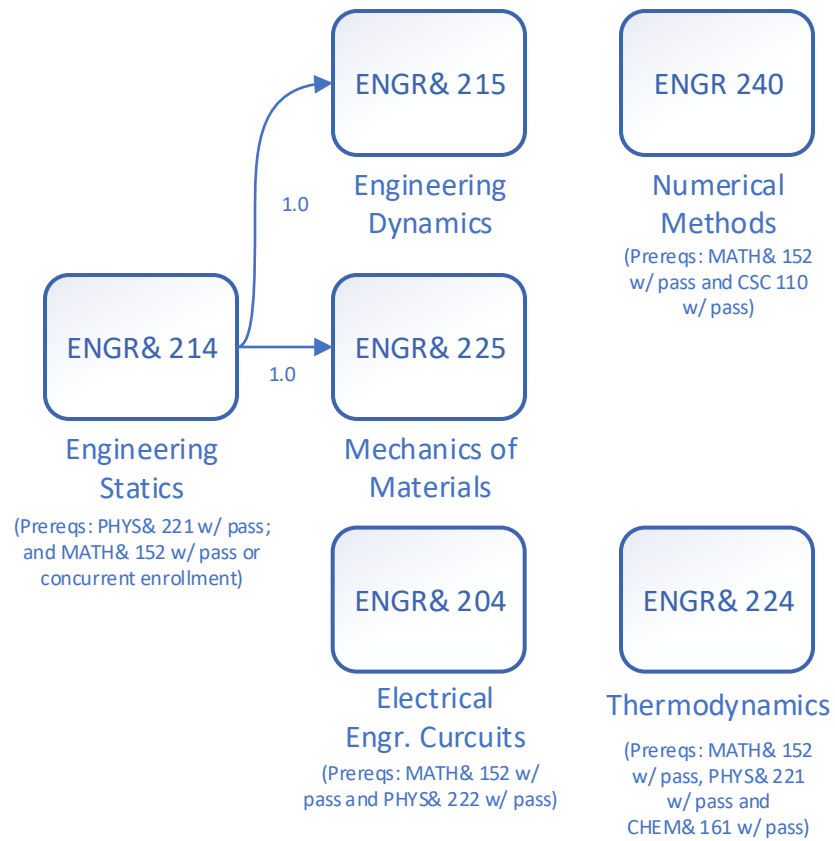 ENGR& 215
Engineering
Dynamics
ENGR 240
Numerical
Methods
(Prereqs: MATH& 152
w/ pass and CSC 110
w/ pass)
1.0
ENGR& 214
Engineering
Statics
(Prereqs: PHYS& 221 w/ pass;
and MATH& 152 w/ pass or
concurrent enrollment)
1.0
ENGR& 225
Mechanics of
Materials
ENGR& 204
Electrical
Engr. Curcuits
(Prereqs: MATH& 152 w/
pass and PHYS& 222 w/ pass)
ENGR& 224
Thermodynamics
(Prereqs: MATH& 152
w/ pass, PHYS& 221
w/ pass and
CHEM& 161 w/ pass)